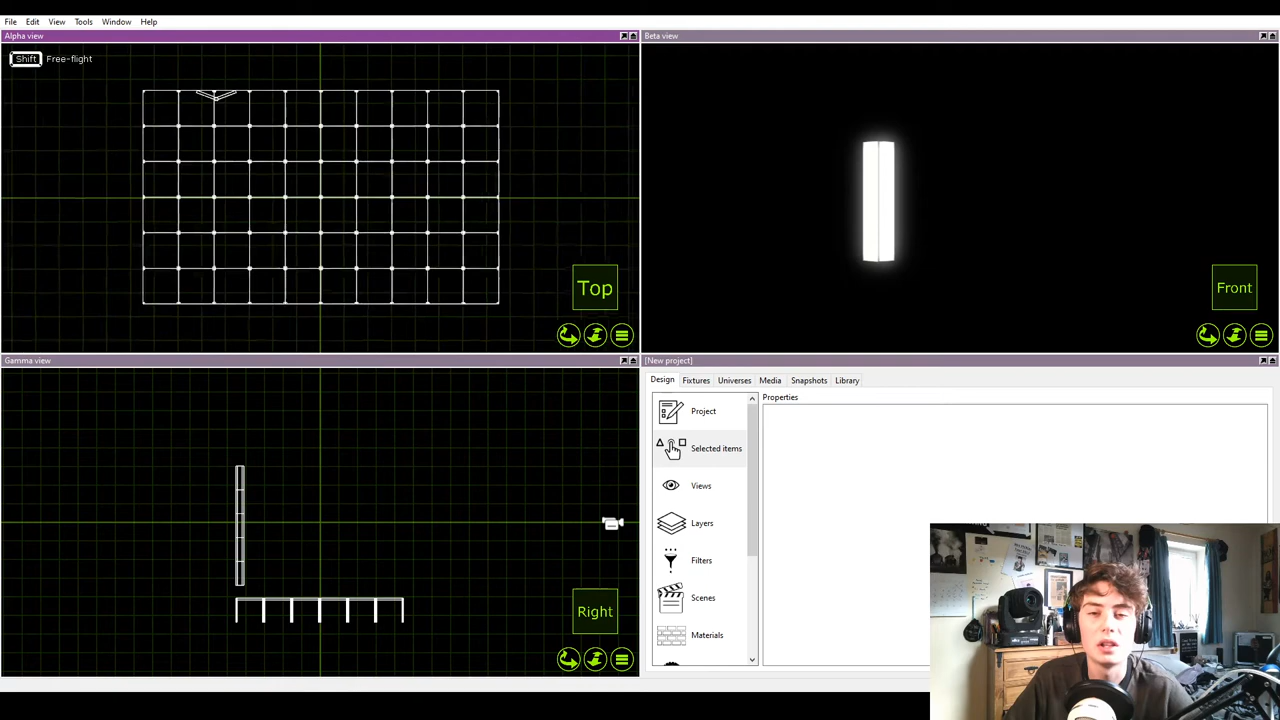 File Edit View Tools Window Help
Alpha view
Shift Free-flight
Top
Beta view
Front
Gamma view
Right
[New project]
Design Fixtures Universes Media Snapshots Library
Project
Selected items
Views
Layers
Filters
Scenes
Materials
Properties